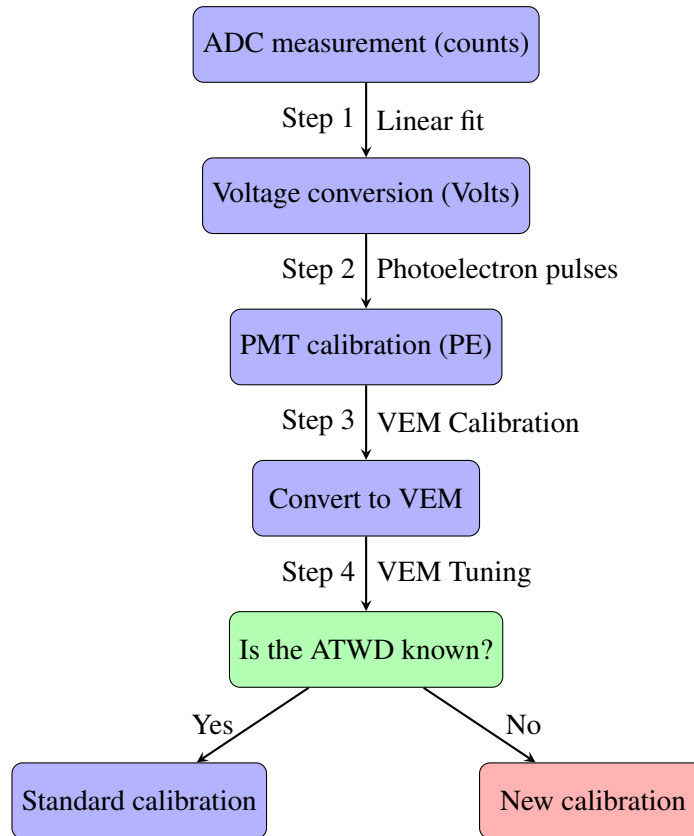 ADC measurement (counts)
Step 1 Linear fit
Voltage conversion (Volts)
Step 2 Photoelectron pulses
PMT calibration (PE)
Step 3 VEM Calibration
Convert to VEM
Step 4 VEM Tuning
Is the ATWD known?
Yes No
Standard calibration New calibration